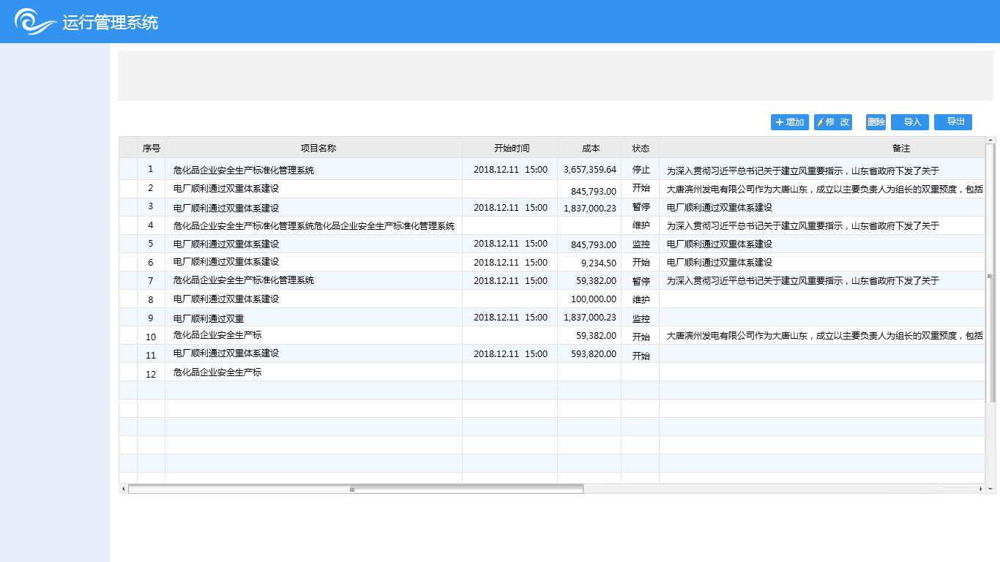 运行管理系统
增加 修 改 删除 导入 导出
序号 项目名称 开始时间 成本 状态 备注
1 危化品企业安全生产标准化管理系统 2018.12.11 15:00 3,657,359.64 停止 为深入贯彻习近平总书记关于建立风重要指示，山东省政府下发了关于
2 电厂顺利通过双重体系建设 845,793.00 开始 大唐滨州发电有限公司作为大唐山东，成立以主要负责人为组长的双重预度，包括
3 电厂顺利通过双重体系建设 2018.12.11 15:00 1,837,000.23 暂停 电厂顺利通过双重体系建设
4 危化品企业安全生产标准化管理系统危化品企业安全生产标准化管理系统 维护 为深入贯彻习近平总书记关于建立风重要指示，山东省政府下发了关于
5 电厂顺利通过双重体系建设 2018.12.11 15:00 845,793.00 监控 电厂顺利通过双重体系建设
6 电厂顺利通过双重体系建设 2018.12.11 15:00 9,234.50 开始 电厂顺利通过双重体系建设
7 危化品企业安全生产标准化管理系统 2018.12.11 15:00 59,382.00 暂停 为深入贯彻习近平总书记关于建立风重要指示，山东省政府下发了关于
8 电厂顺利通过双重体系建设 100,000.00 维护
9 电厂顺利通过双重 2018.12.11 15:00 1,837,000.23 监控
10 危化品企业安全生产标 59,382.00 开始 大唐滨州发电有限公司作为大唐山东，成立以主要负责人为组长的双重预度，包括
11 电厂顺利通过双重体系建设 2018.12.11 15:00 593,820.00 开始
12 危化品企业安全生产标